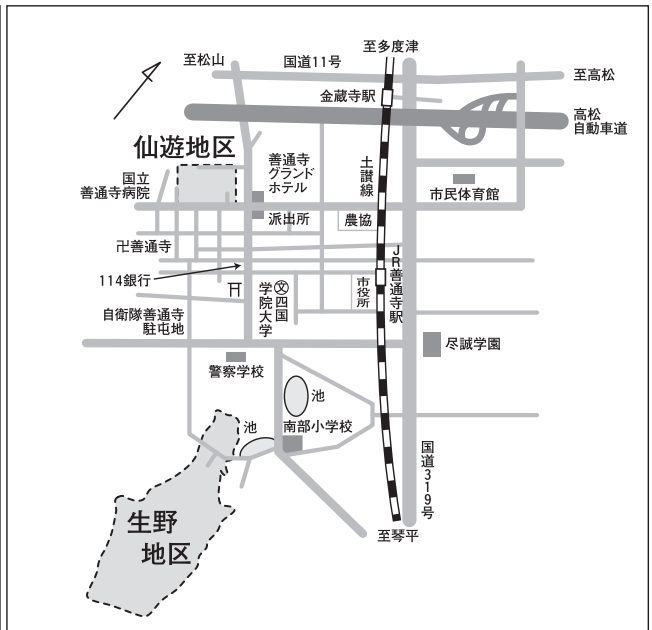 至多度津
至松山
国道11号
至高松
金蔵寺駅
高松
自動車道
仙遊地区
善通寺
グランド
ホテル
土讃線
国立
善通寺病院
市民体育館
派出所
農協
卍善通寺
JR善通寺駅
114銀行
市役所
文四国
学院大学
自衛隊善通寺
駐屯地
尽誠学園
警察学校
池
池
南部小学校
国道319号
生野
地区
至琴平